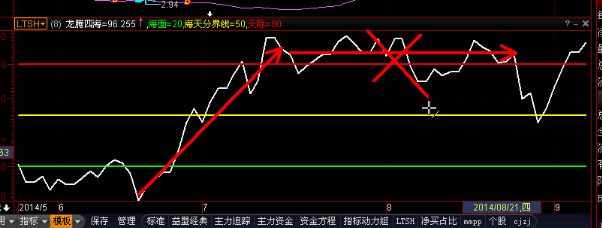 2.94
LTSH (8) 龙腾四海=96.255↑,海面=20,海天分界线=50,天际=80 ?
2014/5 6 7 8 2014/08/21,四 9
指标 模板 保存 管理 标准 益盟经典 主力追踪 主力资金 资金方程 指标动力组 LTSH 净买占比 mmpp 个股 cjzj